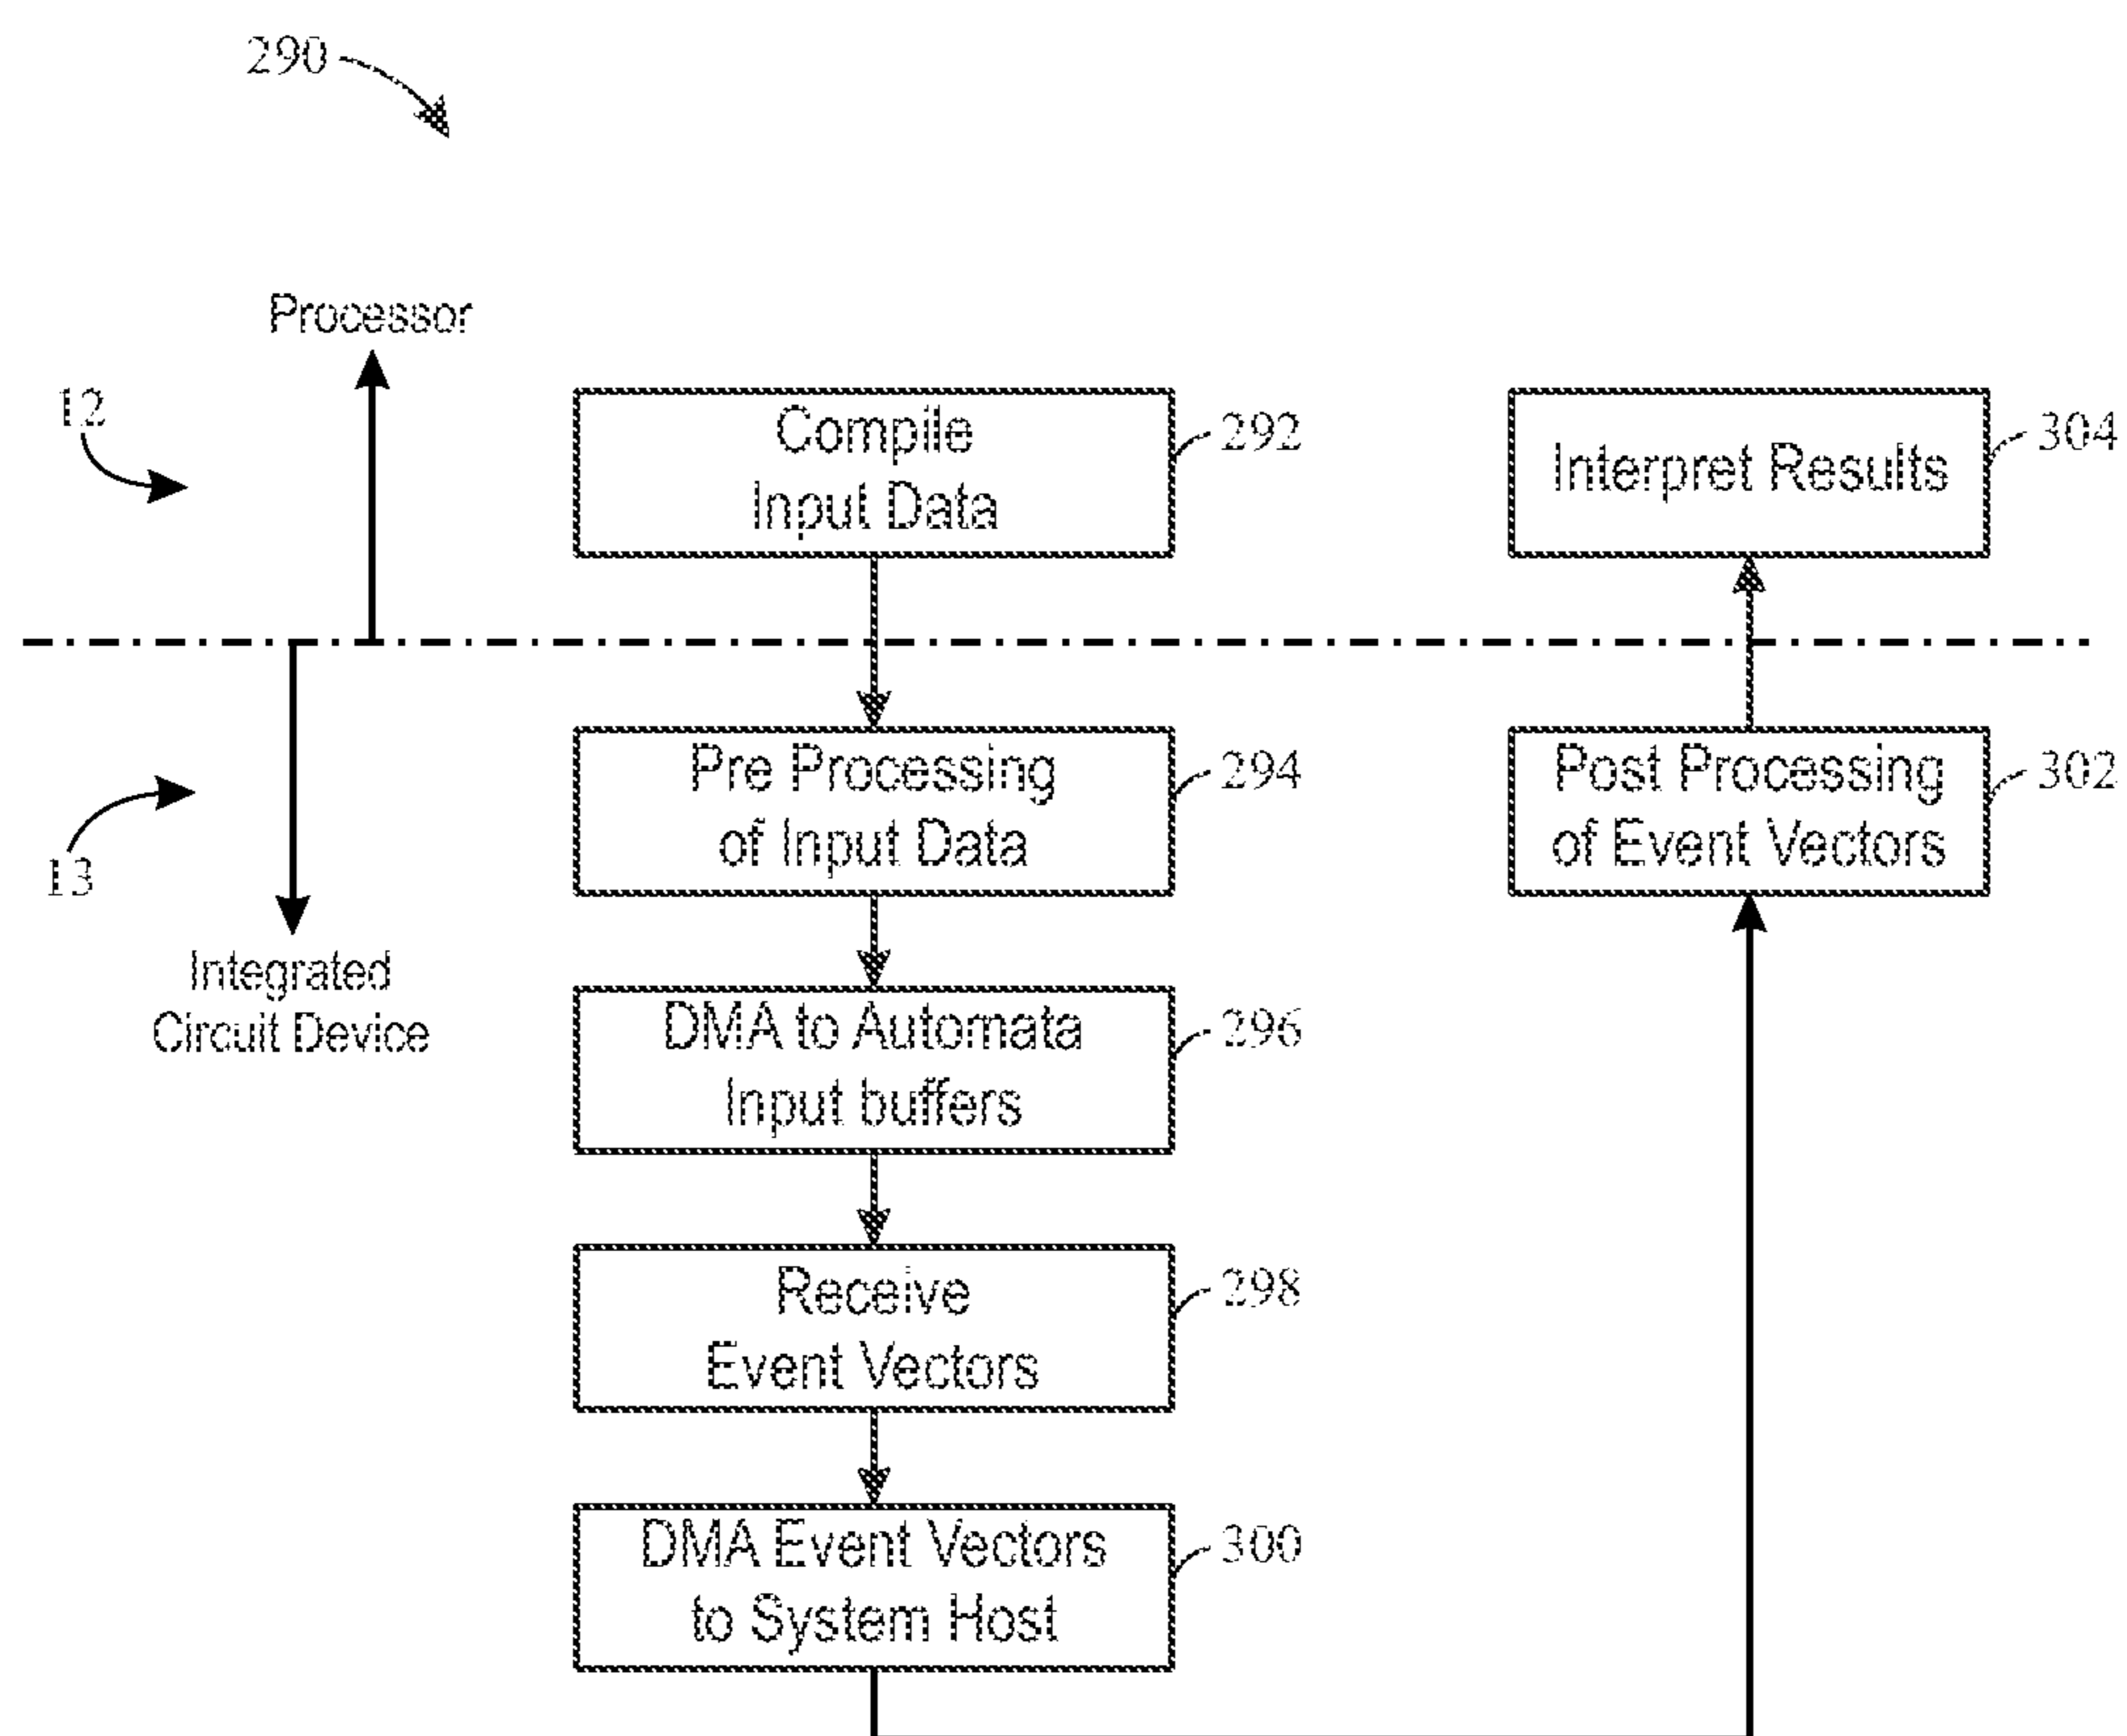 290
Processor
12
Compile
Input Data
292
Interpret Results
304
Pre Processing
of Input Data
294
Post Processing
of Event Vectors
302
13
Integrated
Circuit Device
DMA to Automata
Input buffers
296
Receive
Event Vectors
298
DMA Event Vectors
to System Host
300